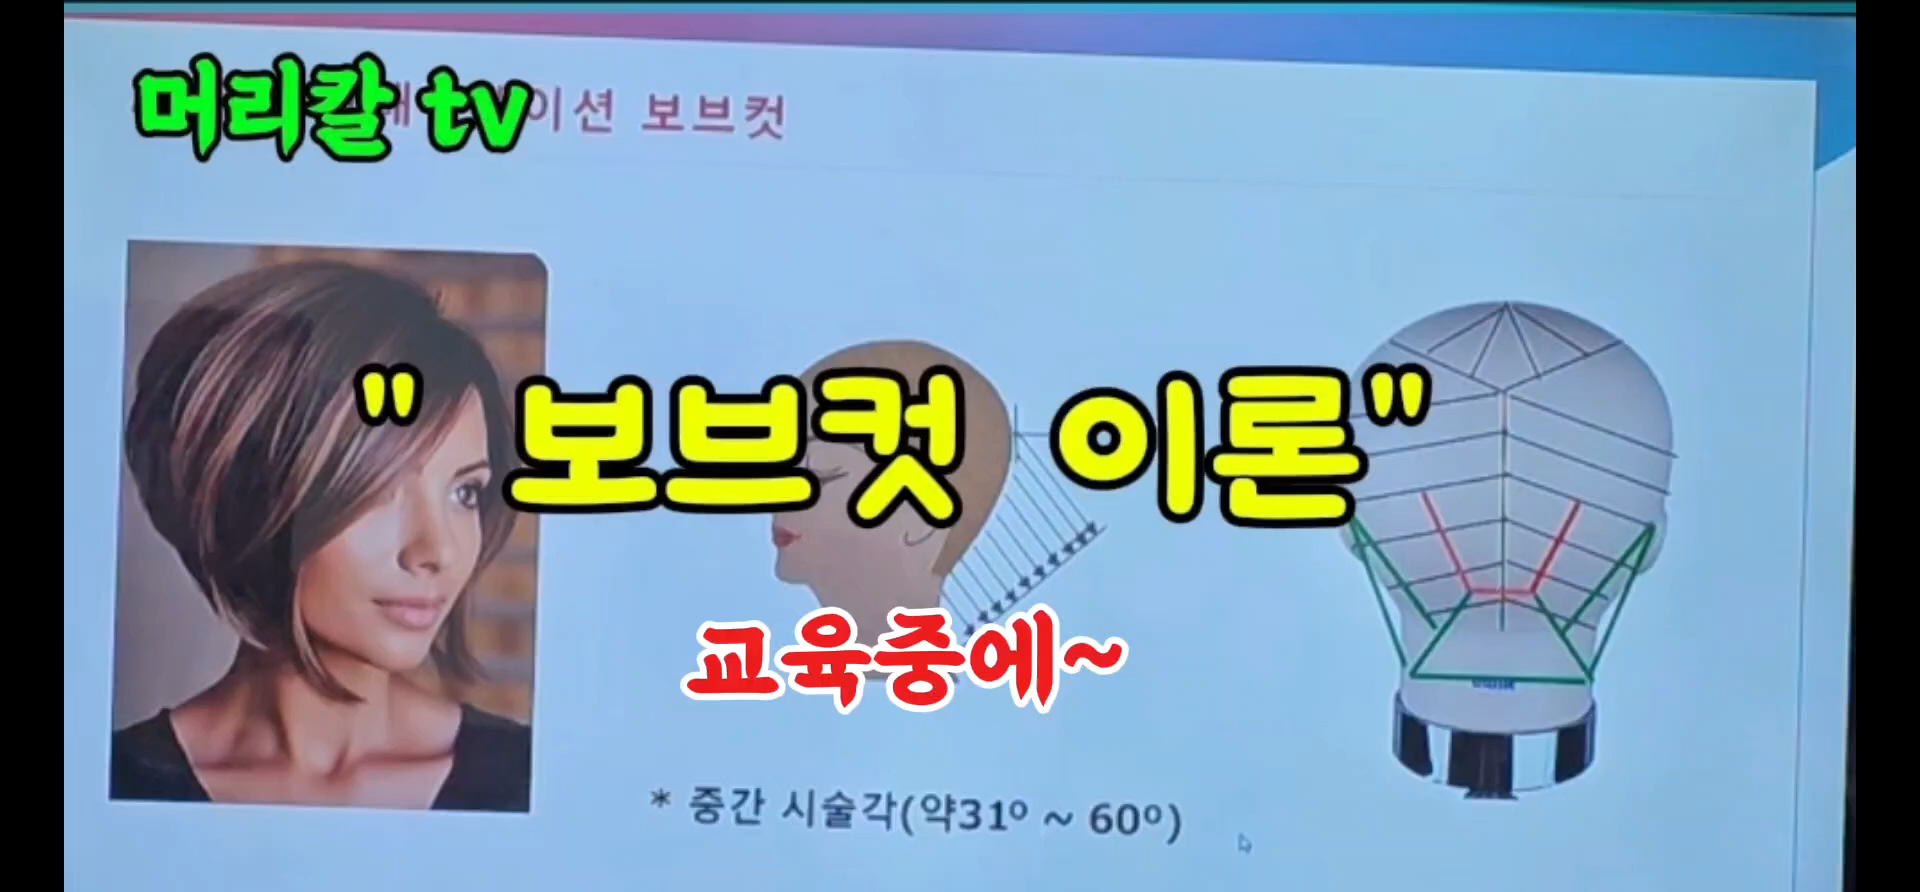 머리칼 tv
이션 보브컷
" 보브컷 이론"
교육중에~
* 중간 시술각(약31º ~ 60º)